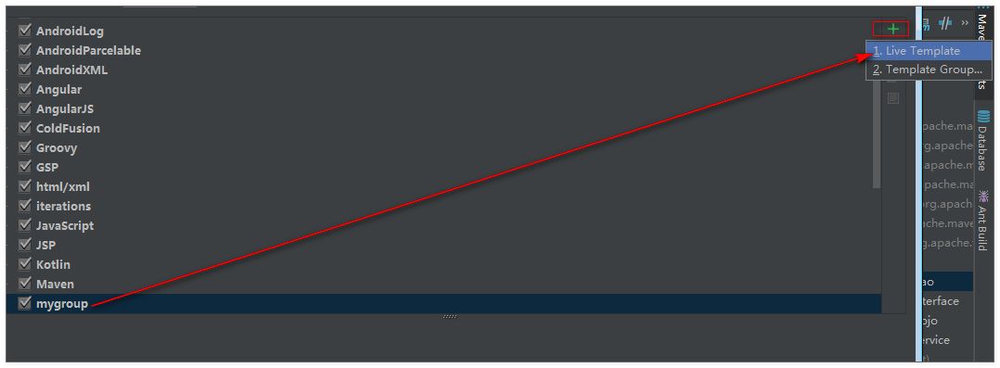 AndroidLog
AndroidParcelable
AndroidXML
Angular
AngularJS
ColdFusion
Groovy
GSP
html/xml
iterations
JavaScript
JSP
Kotlin
Maven
mygroup
1. Live Template
2. Template Group...
Mave
ts
Database
Ant Build
pache.ma
rg.apache
.apache.m
pache.ma
org.apach
ache.mave
g.apache.
ao
terface
ojo
ervice